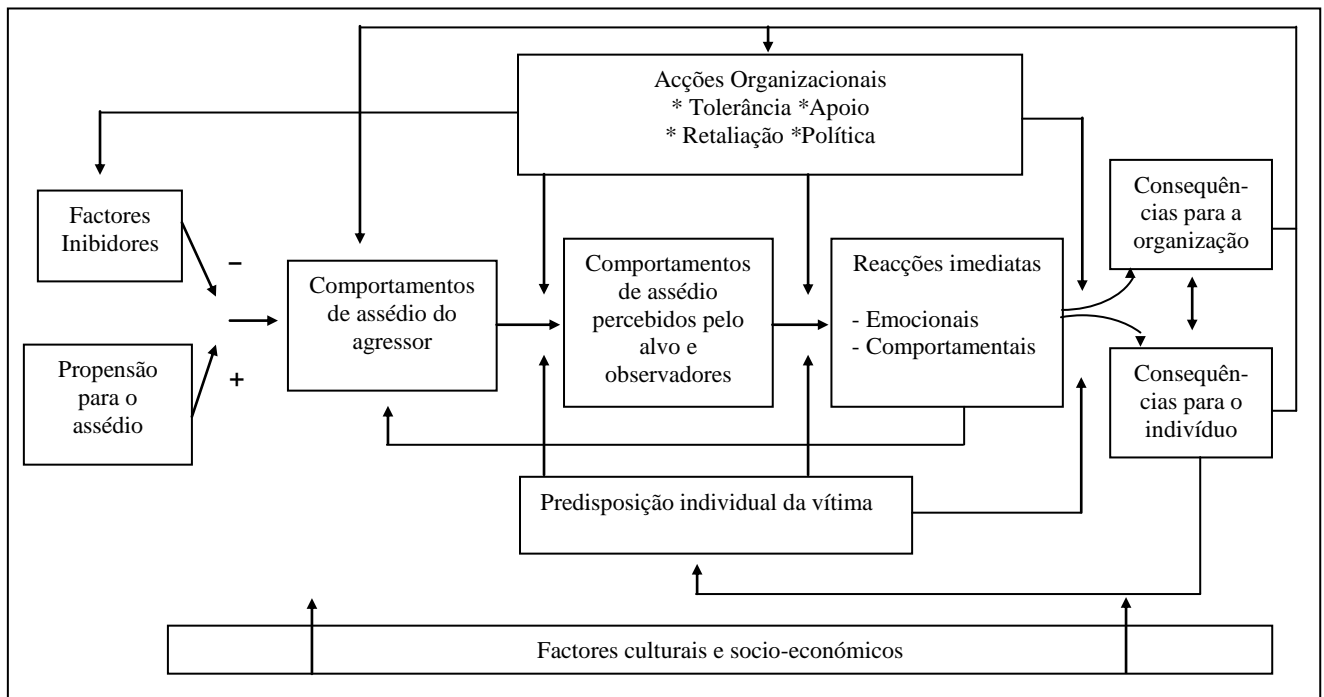 Acções Organizacionais
* Tolerância *Apoio
* Retaliação *Política
Factores
Inibidores
–
+
Propensão
para o
assédio
Comportamentos
de assédio do
agressor
Comportamentos
de assédio
percebidos pelo
alvo e
observadores
Reacções imediatas
- Emocionais
- Comportamentais
Consequên-
cias para a
organização
Consequên-
cias para o
indivíduo
Predisposição individual da vítima
Factores culturais e socio-económicos